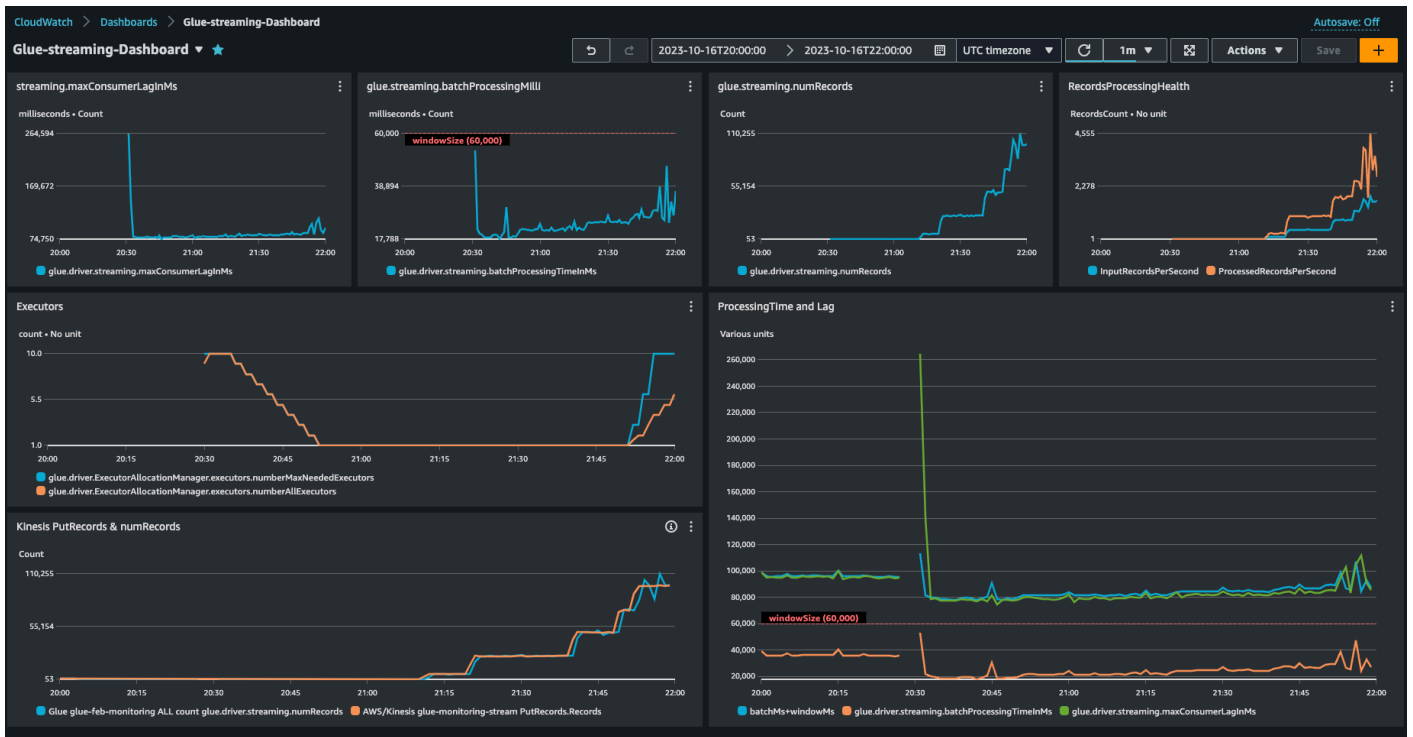 CloudWatch > Dashboards > Glue-streaming-Dashboard
Autosave: Off
Glue-streaming-Dashboard
2023-10-16T20:00:00 > 2023-10-16T22:00:00
UTC timezone
1m
Actions
Save
+
streaming.maxConsumerLagInMs
milliseconds • Count
264,594
169,672
74,750
20:00 20:30 21:00 21:30 22:00
glue.driver.streaming.maxConsumerLagInMs
glue.streaming.batchProcessingMilli
milliseconds • Count
60,000
windowSize (60,000)
38,894
17,788
20:00 20:30 21:00 21:30 22:00
glue.driver.streaming.batchProcessingTimeInMs
glue.streaming.numRecords
Count
110,255
55,154
53
20:00 20:30 21:00 21:30 22:00
glue.driver.streaming.numRecords
RecordsProcessingHealth
RecordsCount • No unit
4,555
2,278
1
20:00 20:30 21:00 21:30 22:00
InputRecordsPerSecond ProcessedRecordsPerSecond
Executors
count • No unit
10.0
5.5
1.0
20:00 20:15 20:30 20:45 21:00 21:15 21:30 21:45 22:00
glue.driver.ExecutorAllocationManager.executors.numberMaxNeededExecutors
glue.driver.ExecutorAllocationManager.executors.numberAllExecutors
Kinesis PutRecords & numRecords
Count
110,255
55,154
53
20:00 20:15 20:30 20:45 21:00 21:15 21:30 21:45 22:00
Glue glue-feb-monitoring ALL count glue.driver.streaming.numRecords AWS/Kinesis glue-monitoring-stream PutRecords.Records
ProcessingTime and Lag
Various units
260,000
240,000
220,000
200,000
180,000
160,000
140,000
120,000
100,000
80,000
60,000
windowSize (60,000)
40,000
20,000
20:00 20:15 20:30 20:45 21:00 21:15 21:30 21:45 22:00
batchMs+windowMs glue.driver.streaming.batchProcessingTimeInMs glue.driver.streaming.maxConsumerLagInMs